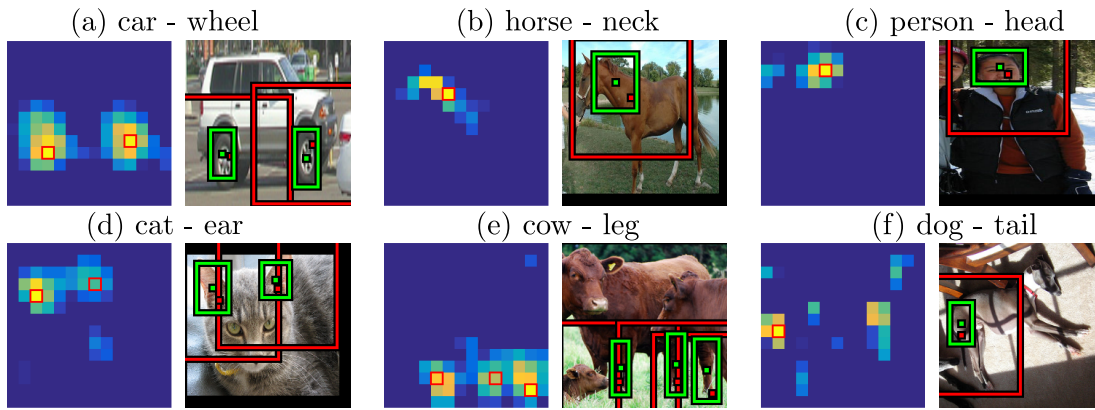 (a) car - wheel
(b) horse - neck
(c) person - head
(d) cat - ear
(e) cow - leg
(f) dog - tail